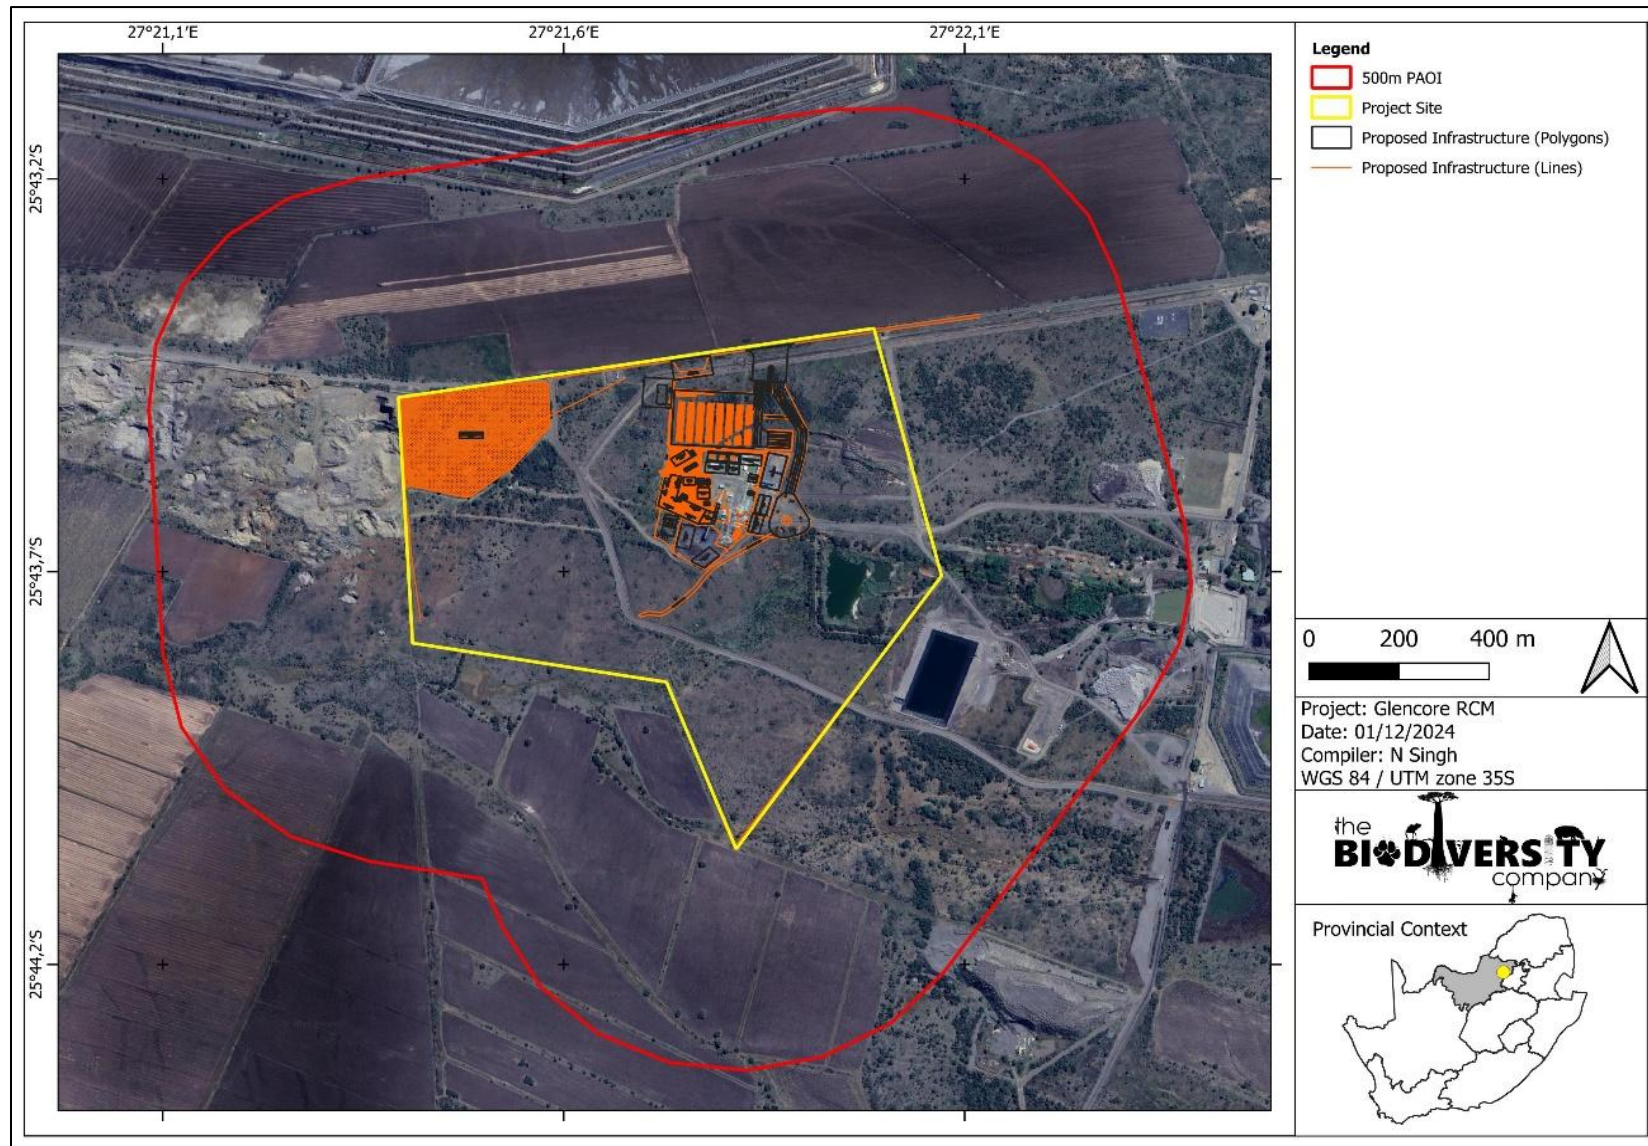 27°21,1'E
27°21,6'E
27°22,1'E
25°43,2'S
25°43,7'S
25°44,2'S
Legend
500m PAOI
Project Site
Proposed Infrastructure (Polygons)
Proposed Infrastructure (Lines)
0 200 400 m
Project: Glencore RCM
Date: 01/12/2024
Compiler: N Singh
WGS 84 / UTM zone 35S
the
BIODIVERSITY
company
Provincial Context